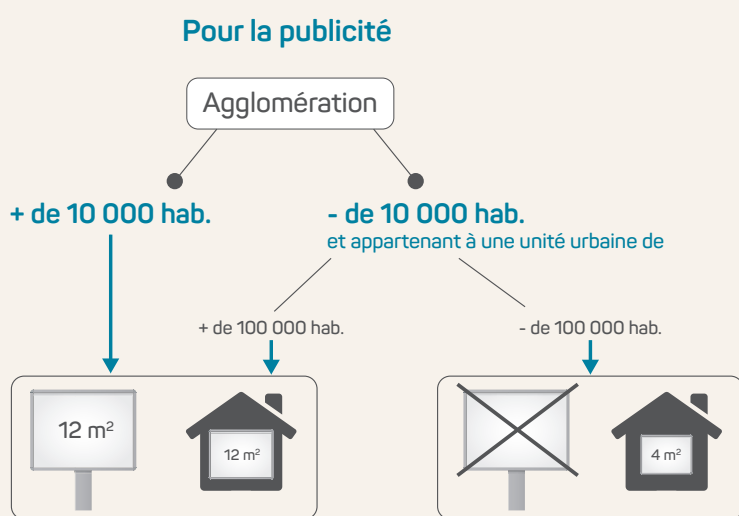 Pour la publicité
Agglomération
+ de 10 000 hab.
- de 10 000 hab.
et appartenant à une unité urbaine de
+ de 100 000 hab.
- de 100 000 hab.
12 m²
12 m²
4 m²